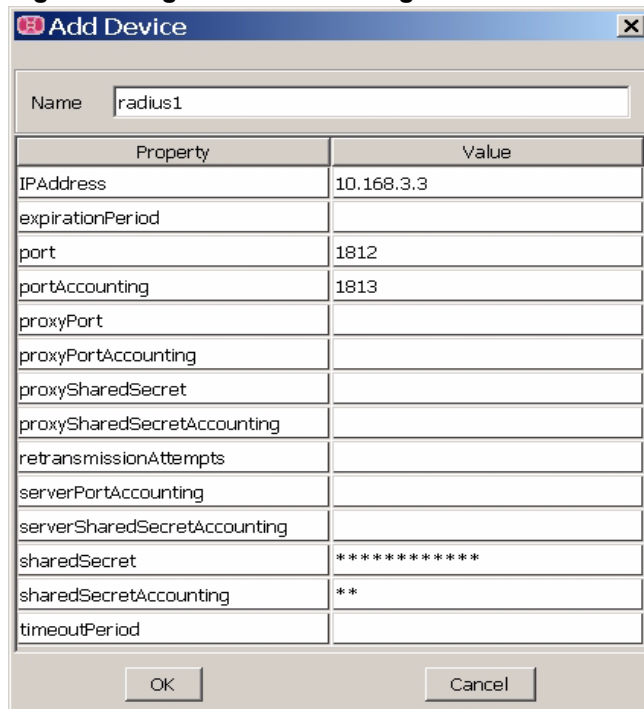 Add Device
Name radius1
Property Value
IPAddress 10.168.3.3
expirationPeriod
port 1812
portAccounting 1813
proxyPort
proxyPortAccounting
proxySharedSecret
proxySharedSecretAccounting
retransmissionAttempts
serverPortAccounting
serverSharedSecretAccounting
sharedSecret ************
sharedSecretAccounting **
timeoutPeriod
OK Cancel